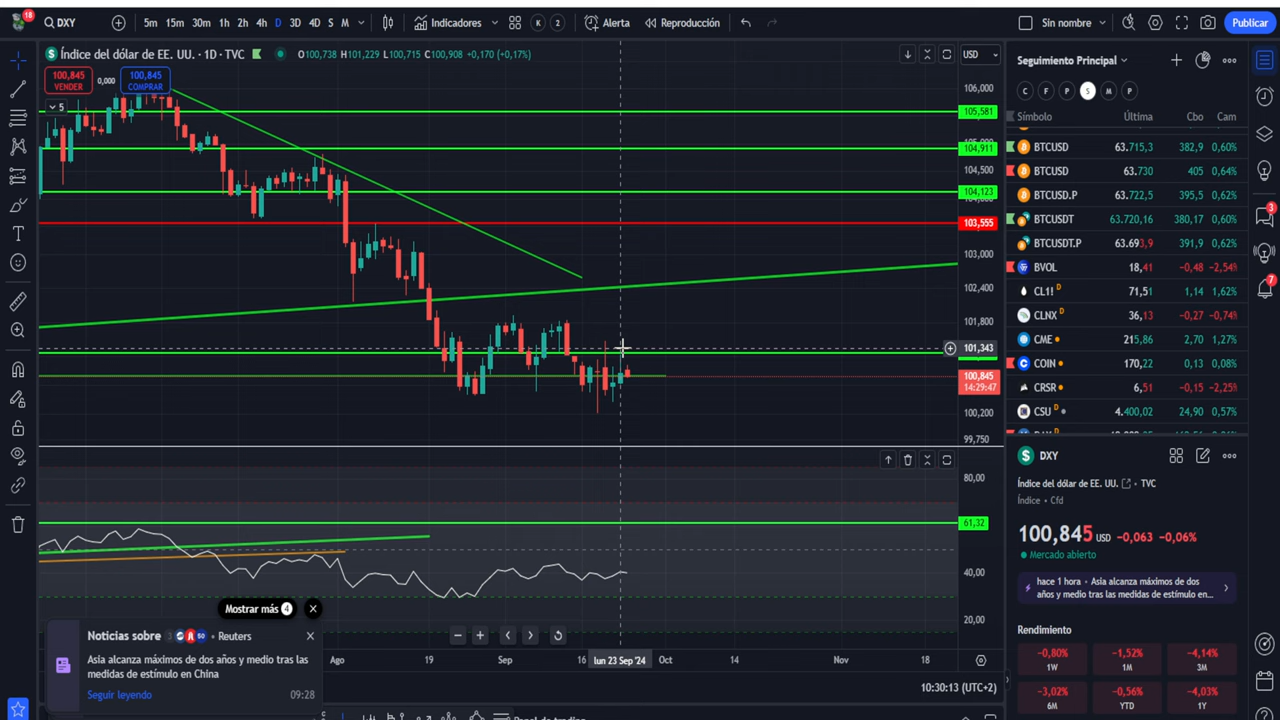 18
DXY
5m 15m 30m 1h 2h 4h D 3D 4D S M
Indicadores
K 2
Alerta
Reproducción
Sin nombre
Publicar
Índice del dólar de EE. UU. · 1D · TVC
O100,738 H101,229 L100,715 C100,908 +0,170 (+0,17%)
USD
100,845
VENDER
0,000
100,845
COMPRAR
5
106,000
105,581
104,911
104,500
104,123
103,555
103,000
102,400
101,800
101,343
100,845
14:29:47
100,200
99,750
80,00
61,32
40,00
20,00
Mostrar más 4
Noticias sobre
Reuters
Asia alcanza máximos de dos años y medio tras las
medidas de estímulo en China
Seguir leyendo
09:28
Ago 19 Sep 16 lun 23 Sep '24 Oct 14 Nov 18
10:30:13 (UTC+2)
Seguimiento Principal
C F P S M P
Símbolo Última Cbo Cam
BTCUSD 63.715,3 382,9 0,60%
BTCUSD 63.730 405 0,64%
BTCUSD.P 63.722,5 395,5 0,62%
BTCUSDT 63.720,16 380,17 0,60%
BTCUSDT.P 63.693,9 391,9 0,62%
BVOL 18,41 −0,48 −2,54%
CL1! D 71,51 1,14 1,62%
CLNX D 36,13 −0,27 −0,74%
CME 215,86 2,70 1,27%
COIN 170,22 0,13 0,08%
CRSR 6,51 −0,15 −2,25%
CSU D 4.400,02 24,90 0,57%
DXY
Índice del dólar de EE. UU. · TVC
Índice • Cfd
100,845 USD −0,063 −0,06%
Mercado abierto
hace 1 hora • Asia alcanza máximos de dos
años y medio tras las medidas de estímulo en...
Rendimiento
−0,80%
1W
−1,52%
1M
−4,14%
3M
−3,02%
6M
−0,56%
YTD
−4,03%
1Y
3
7